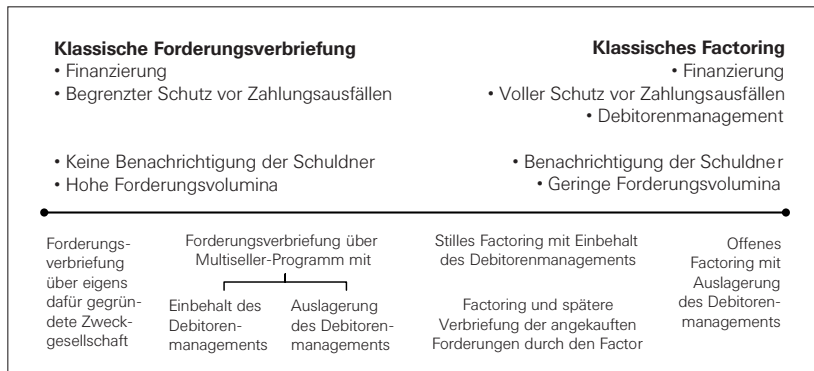 Klassische Forderungsverbriefung
• Finanzierung
• Begrenzter Schutz vor Zahlungsausfällen
• Keine Benachrichtigung der Schuldner
• Hohe Forderungsvolumina
Klassisches Factoring
• Finanzierung
• Voller Schutz vor Zahlungsausfällen
• Debitorenmanagement
• Benachrichtigung der Schuldner
• Geringe Forderungsvolumina
Forderungs-
verbriefung
über eigens
dafür gegrün-
dete Zweck-
gesellschaft
Forderungsverbriefung über
Multiseller-Programm mit
Einbehalt des
Debitoren-
managements
Auslagerung
des Debitoren-
managements
Stilles Factoring mit Einbehalt
des Debitorenmanagements
Factoring und spätere
Verbriefung der angekauften
Forderungen durch den Factor
Offenes
Factoring mit
Auslagerung
des Debitoren-
managements